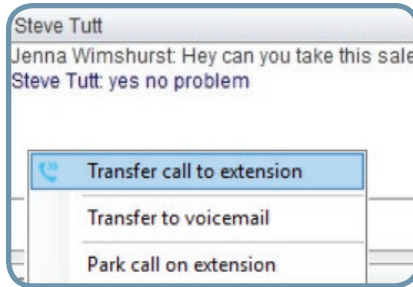 Steve Tutt
Jenna Wimshurst: Hey can you take this sale
Steve Tutt: yes no problem
Transfer call to extension
Transfer to voicemail
Park call on extension